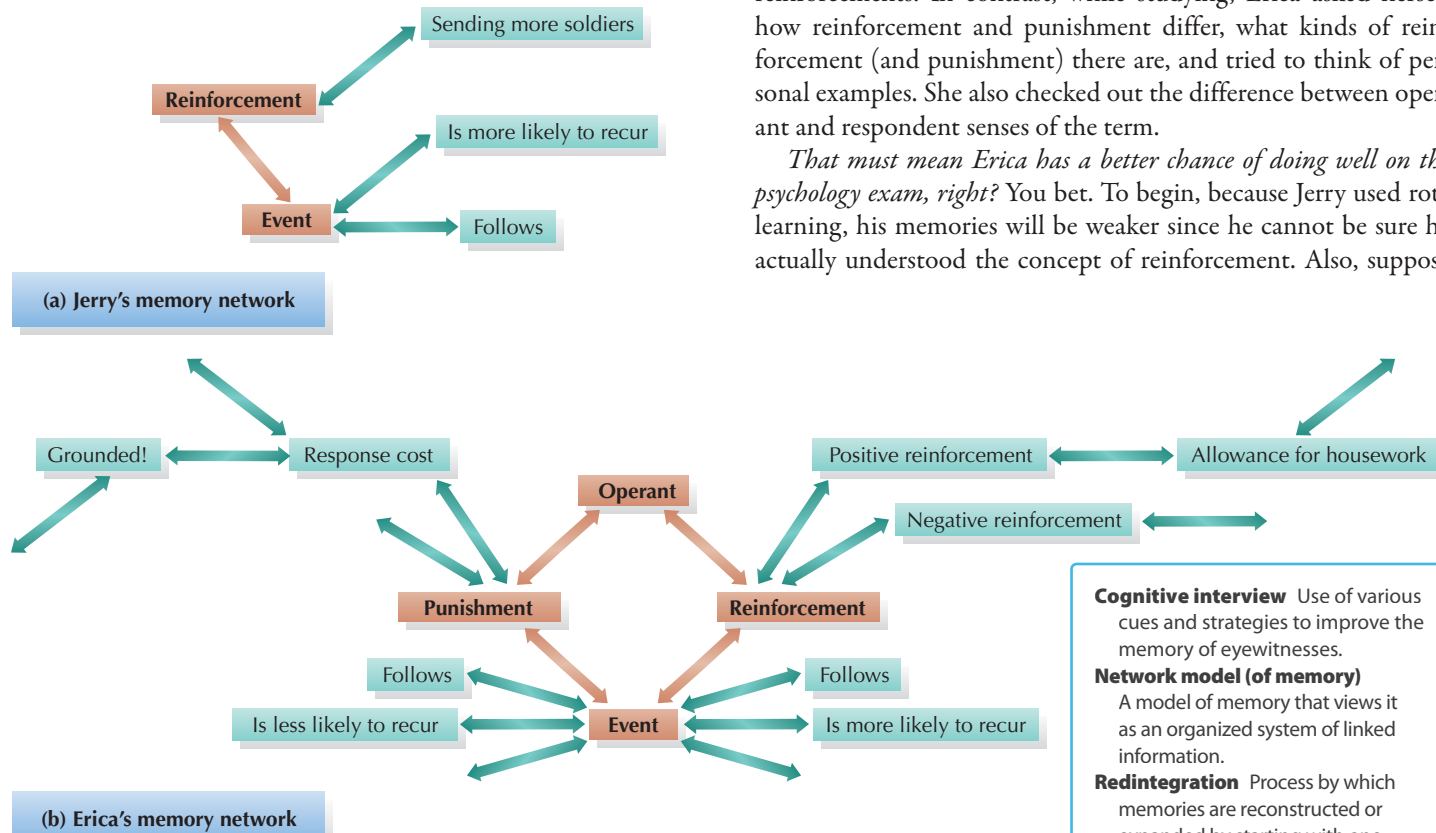 Sending more soldiers
Reinforcement
Is more likely to recur
Event
Follows
(a) Jerry’s memory network
how reinforcement and punishment differ, what kinds of rein
forcement (and punishment) there are, and tried to think of per
sonal examples. She also checked out the difference between oper
ant and respondent senses of the term.
That must mean Erica has a better chance of doing well on th
psychology exam, right? You bet. To begin, because Jerry used rot
learning, his memories will be weaker since he cannot be sure h
actually understood the concept of reinforcement. Also, suppos
Grounded!
Response cost
Positive reinforcement
Allowance for housework
Operant
Negative reinforcement
Punishment
Reinforcement
Follows
Follows
Is less likely to recur
Event
Is more likely to recur
(b) Erica’s memory network
Cognitive interview Use of various
cues and strategies to improve the
memory of eyewitnesses.
Network model (of memory)
A model of memory that views it
as an organized system of linked
information.
Redintegration Process by which
memories are reconstructed or